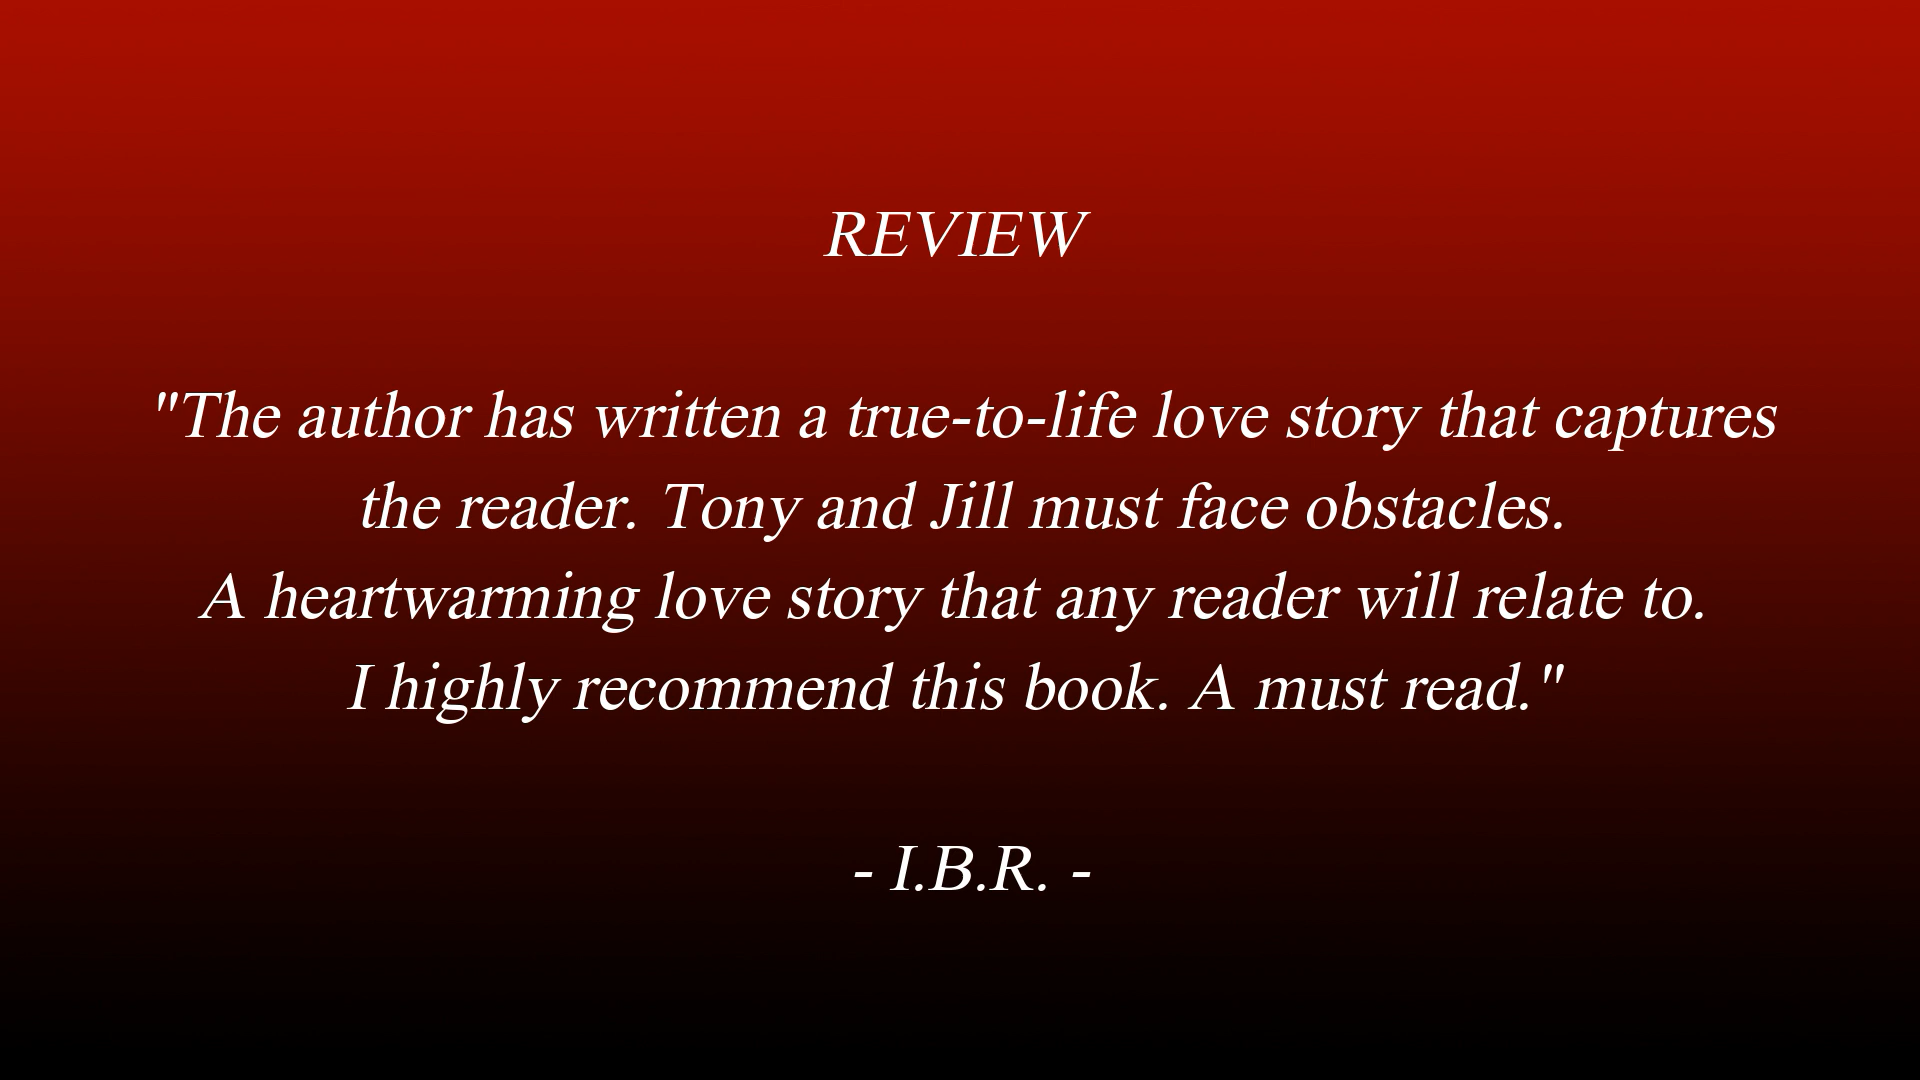 REVIEW
"The author has written a true-to-life love story that captures
the reader. Tony and Jill must face obstacles.
A heartwarming love story that any reader will relate to.
I highly recommend this book. A must read."
- I.B.R. -